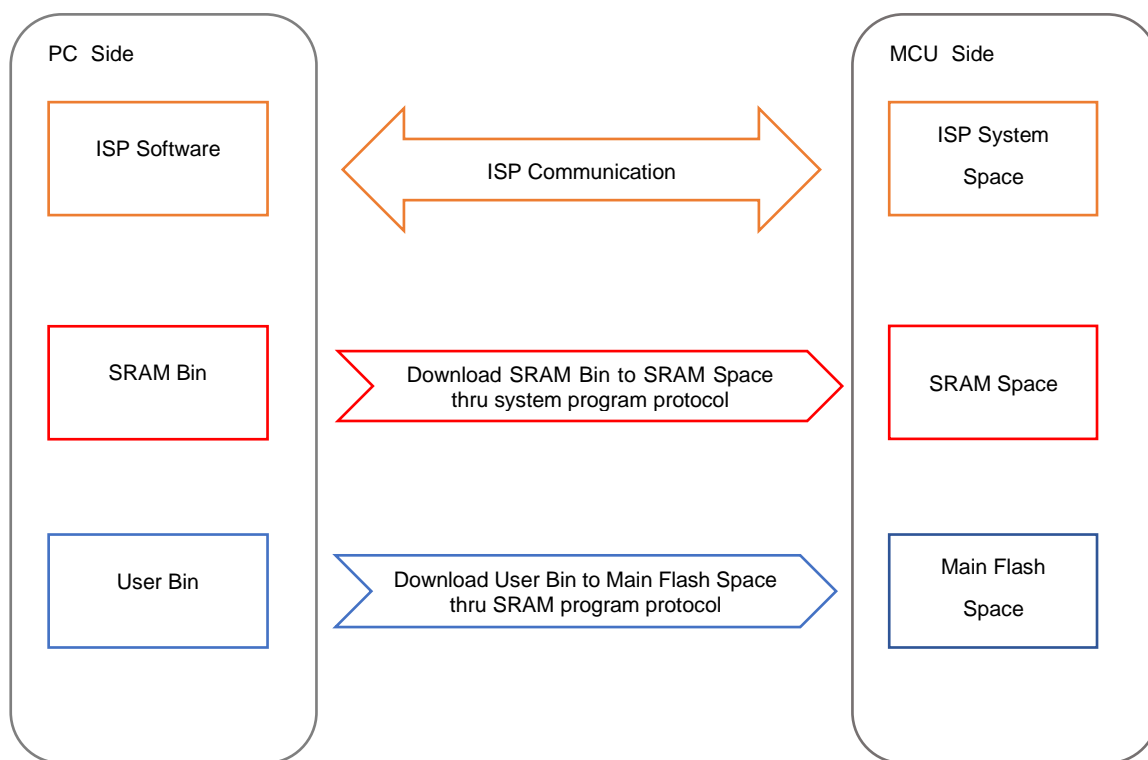 PC Side
MCU Side
ISP Software
ISP Communication
ISP System
Space
SRAM Bin
Download SRAM Bin to SRAM Space
thru system program protocol
SRAM Space
User Bin
Download User Bin to Main Flash Space
thru SRAM program protocol
Main Flash
Space